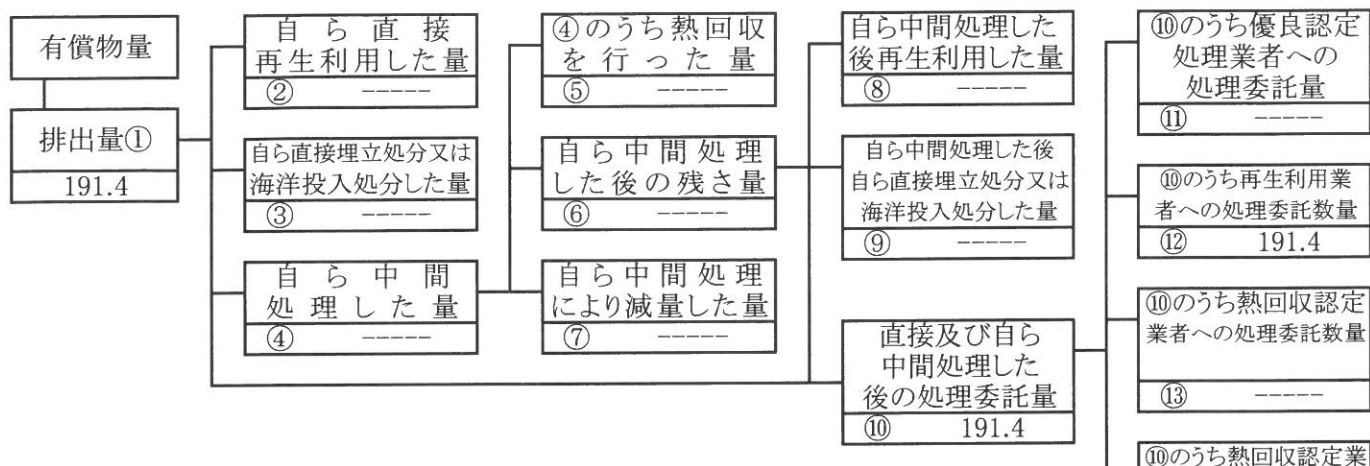 有償物量
排出量①
191.4
自ら直接
再生利用した量
② -----
自ら直接埋立処分又は
海洋投入処分した量
③ -----
自ら中間
処理した量
④ -----
④のうち熱回収
を行った量
⑤ -----
自ら中間処理
した後の残さ量
⑥ -----
自ら中間処理
により減量した量
⑦ -----
自ら中間処理した
後再生利用した量
⑧ -----
自ら中間処理した後
自ら直接埋立処分又は
海洋投入処分した量
⑨ -----
直接及び自ら
中間処理した
後の処理委託量
⑩ 191.4
⑩のうち優良認定
処理業者への
処理委託量
⑪ -----
⑩のうち再生利用業
者への処理委託数量
⑫ 191.4
⑩のうち熱回収認定
業者への処理委託数量
⑬ -----
⑩のうち熱回収認定業